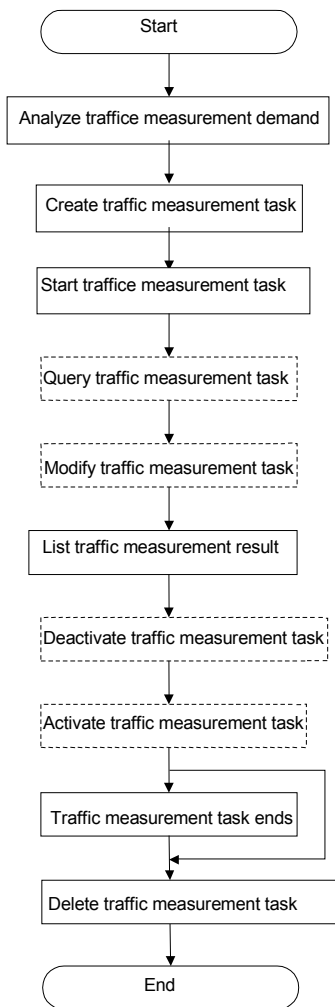 Start
Analyze traffice measurement demand
Create traffic measurement task
Start traffice measurement task
Query traffic measurement task
Modify traffic measurement task
List traffic measurement result
Deactivate traffic measurement task
Activate traffic measurement task
Traffic measurement task ends
Delete traffic measurement task
End